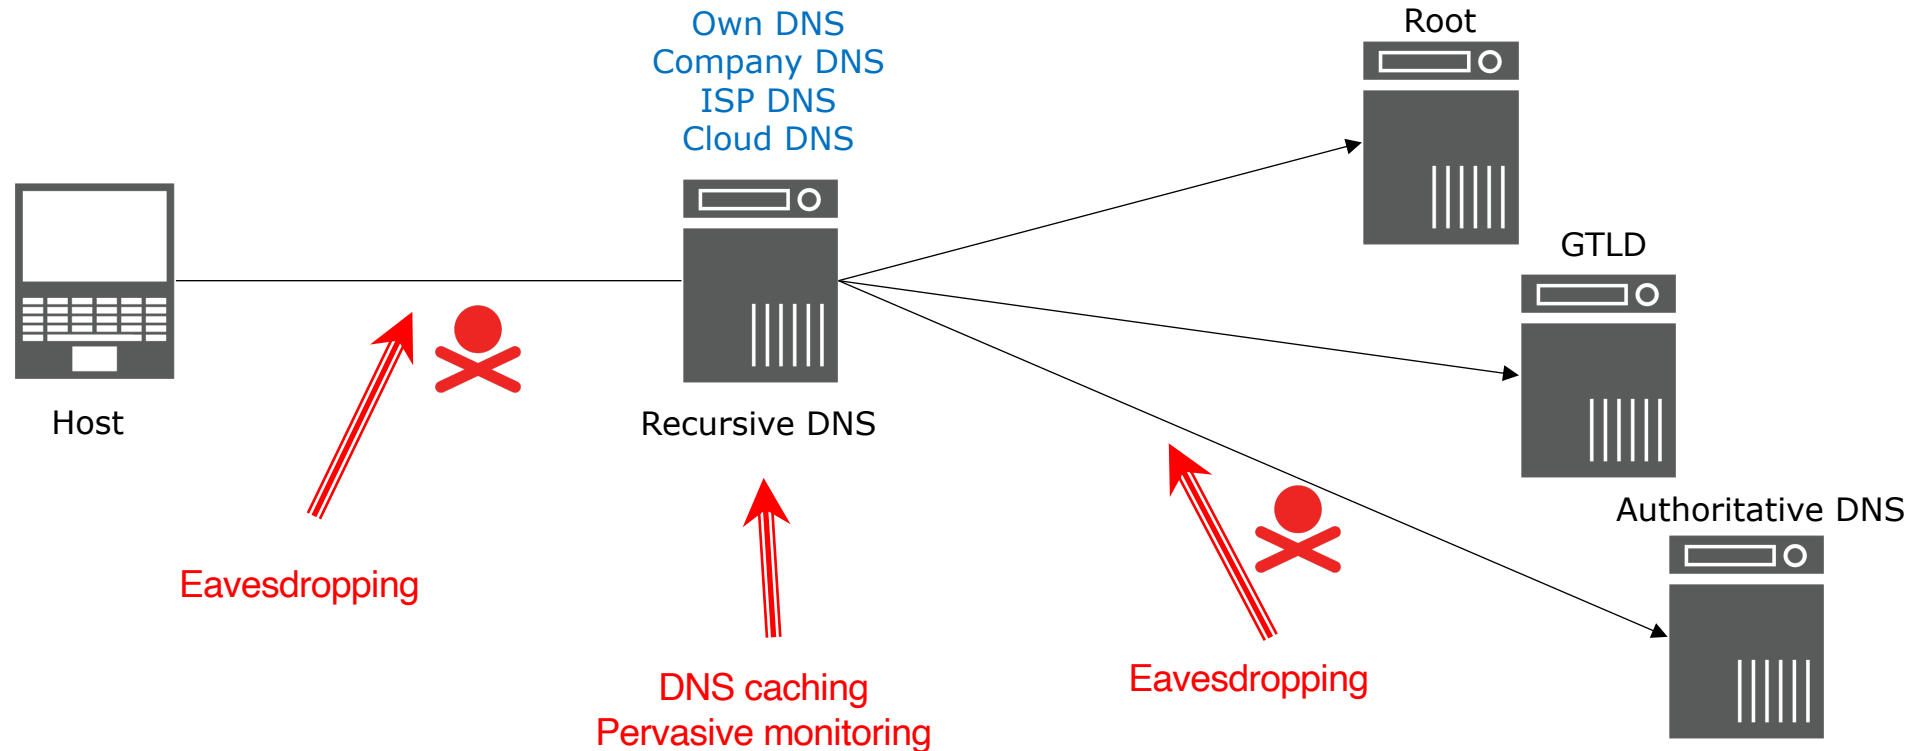 Own DNS
Company DNS
ISP DNS
Cloud DNS
Root
GTLD
Host
Recursive DNS
Authoritative DNS
Eavesdropping
DNS caching
Pervasive monitoring
Eavesdropping